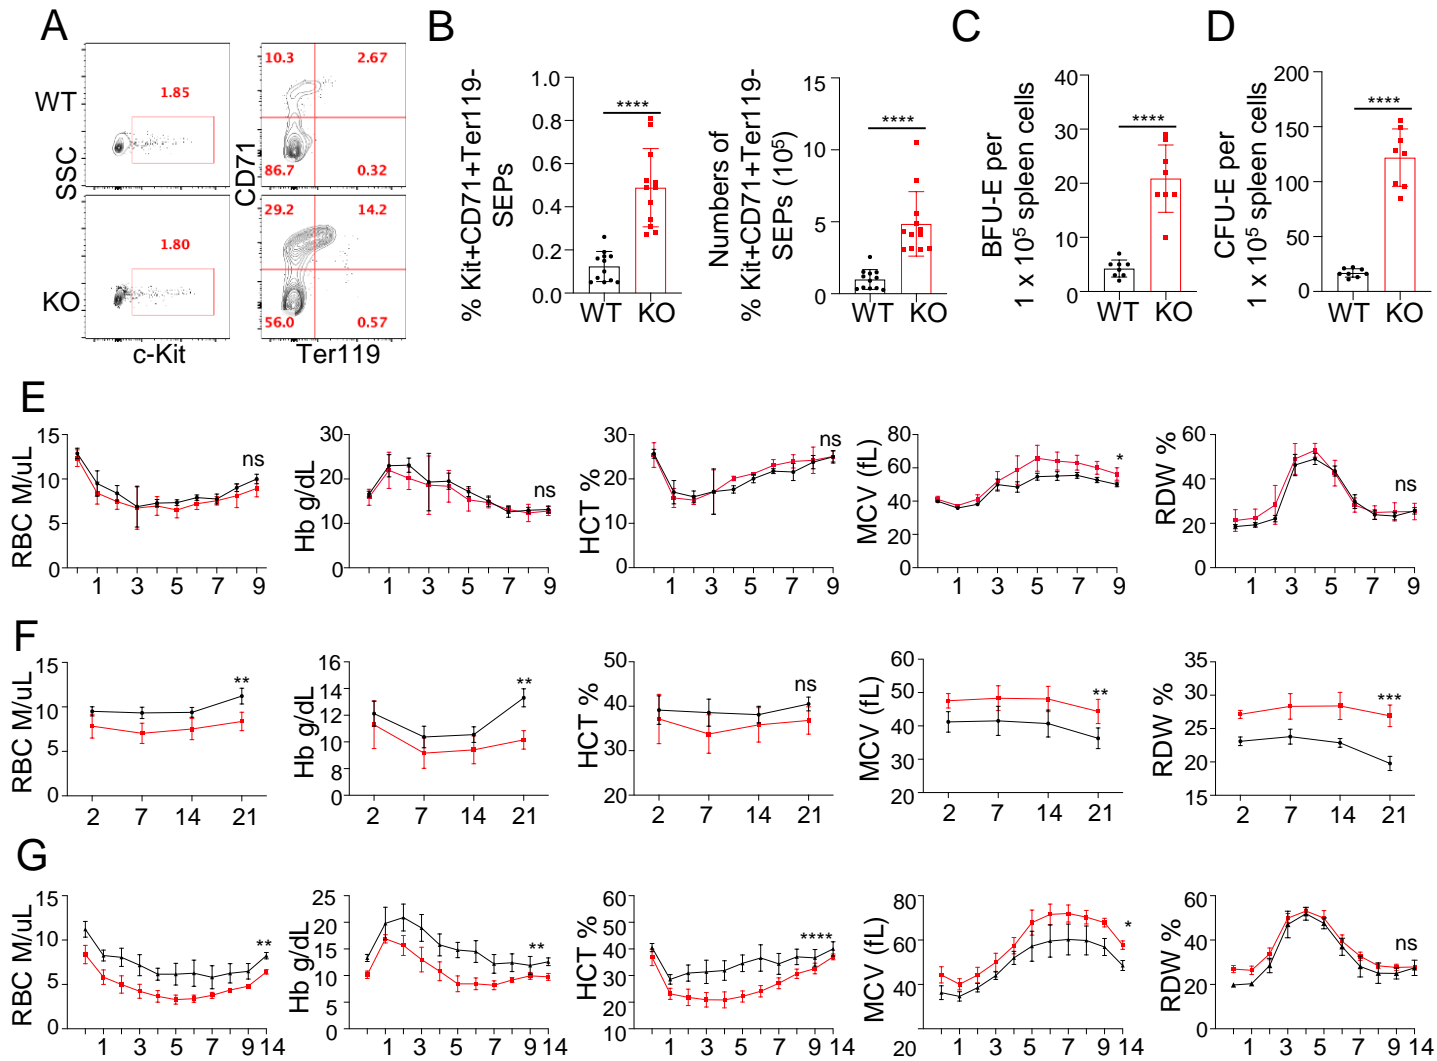 A
B
C
D
WT
KO
SSC
1.85
1.80
c-Kit
CD71
10.3 2.67
86.7 0.32
29.2 14.2
56.0 0.57
Ter119
% Kit+CD71+Ter119-
SEPs
1.0
0.8
0.6
0.4
0.2
0.0
****
WT KO
Numbers of
% Kit+CD71+Ter119-
SEPs (10⁵)
15
10
5
0
****
WT KO
BFU-E per
1 x 10⁵ spleen cells
40
30
20
10
0
****
WT KO
CFU-E per
1 x 10⁵ spleen cells
200
150
100
50
0
****
WT KO
E
RBC M/uL
15
10
5
0
ns
1 3 5 7 9
Hb g/dL
30
20
10
0
ns
1 3 5 7 9
HCT %
30
20
10
0
ns
1 3 5 7 9
MCV (fL)
80
60
40
20
0
*
1 3 5 7 9
RDW %
60
40
20
0
ns
1 3 5 7 9
F
RBC M/uL
15
10
5
0
**
2 7 14 21
Hb g/dL
16
14
12
10
8
6
**
2 7 14 21
HCT %
50
40
30
20
ns
2 7 14 21
MCV (fL)
60
50
40
30
20
**
2 7 14 21
RDW %
35
30
25
20
15
***
2 7 14 21
G
RBC M/uL
15
10
5
0
**
1 3 5 7 9 14
Hb g/dL
25
20
15
10
5
0
**
1 3 5 7 9 14
HCT %
60
50
40
30
20
10
****
1 3 5 7 9 14
MCV (fL)
80
60
40
20
*
1 3 5 7 9 14
RDW %
60
40
20
0
ns
1 3 5 7 9 14